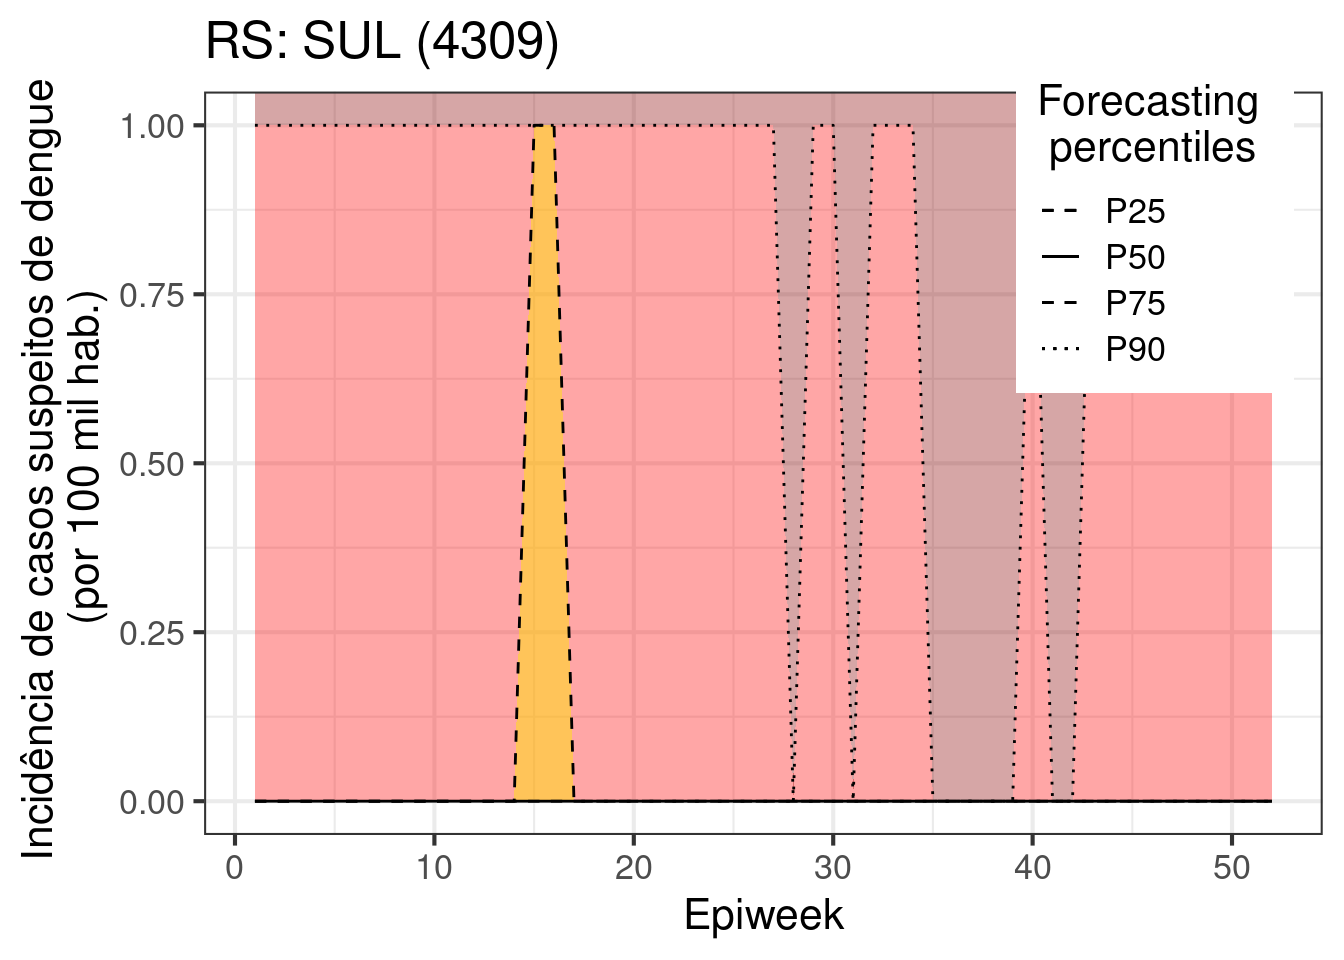 RS: SUL (4309)
Incidência de casos suspeitos de dengue
(por 100 mil hab.)
1.00
0.75
0.50
0.25
0.00
0
10
20
30
40
50
Epiweek
Forecasting
percentiles
P25
P50
P75
P90